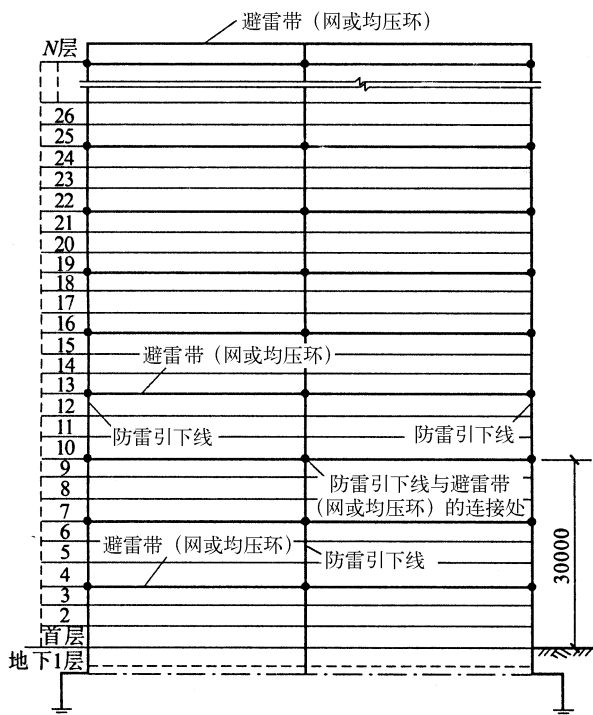 避雷带（网或均压环）
N层
26
25
24
23
22
21
20
19
18
17
16
15
避雷带（网或均压环）
14
13
12
11
防雷引下线
防雷引下线
10
9
8
防雷引下线与避雷带
（网或均压环）的连接处
7
6
避雷带（网或均压环）
5
防雷引下线
4
3
2
首层
地下1层
30000